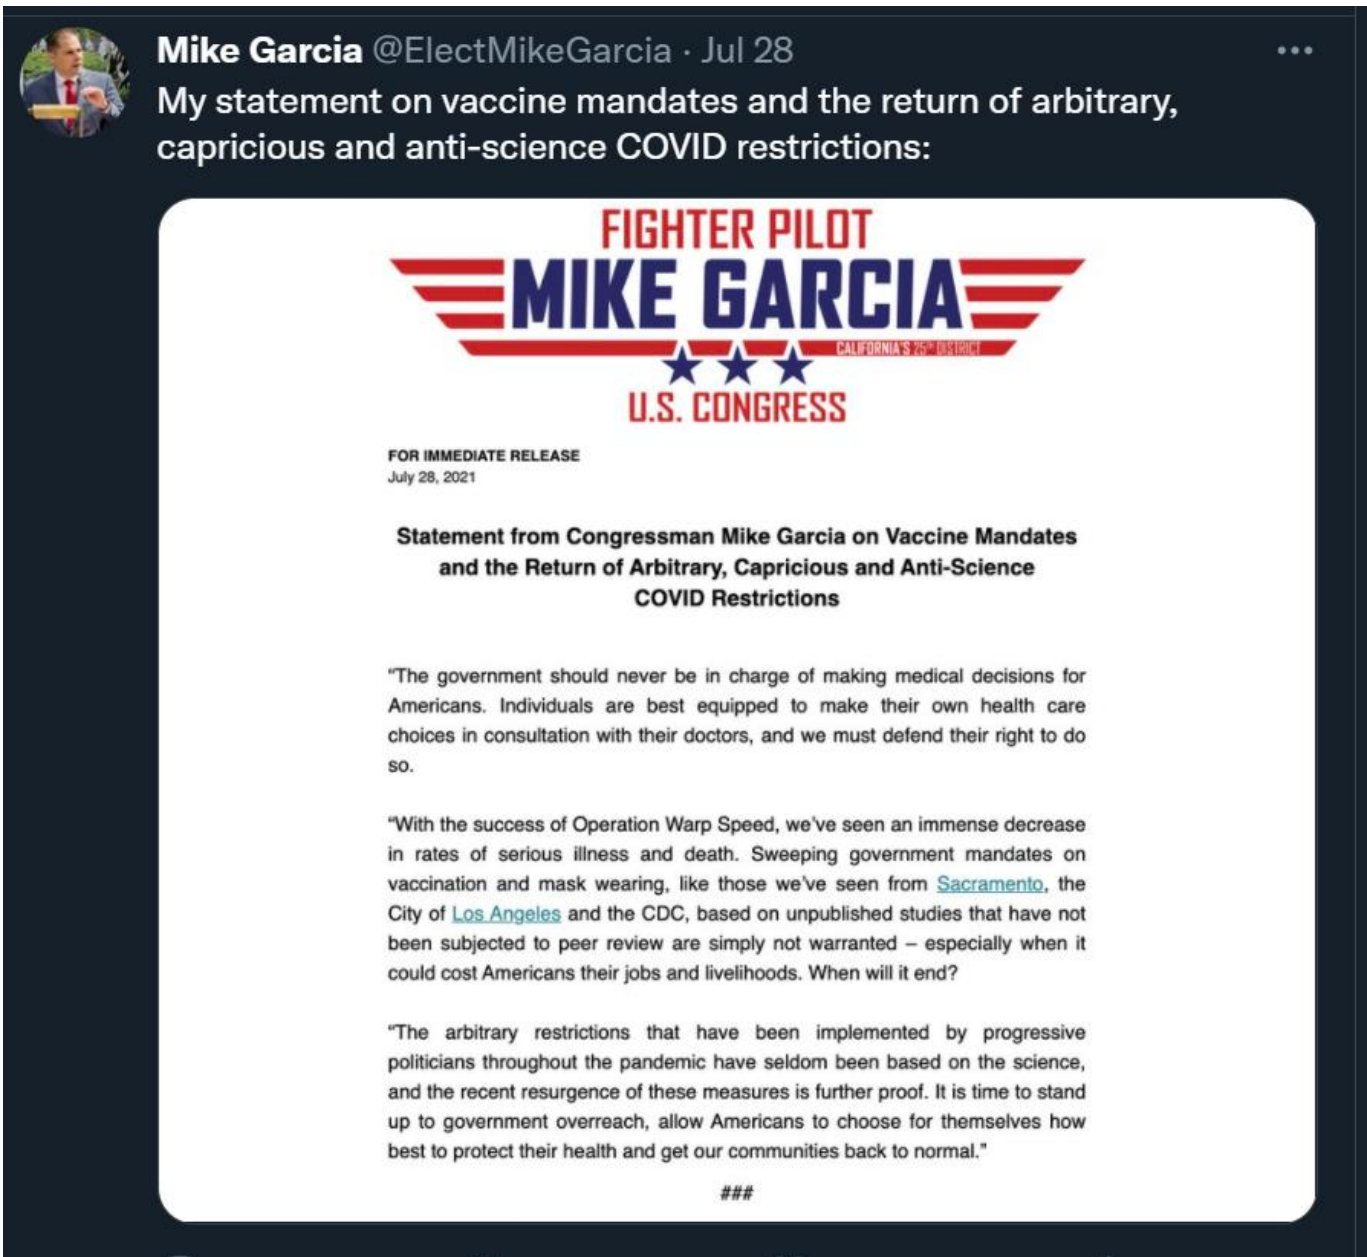 Mike Garcia @ElectMikeGarcia · Jul 28
My statement on vaccine mandates and the return of arbitrary,
capricious and anti-science COVID restrictions:
FIGHTER PILOT
MIKE GARCIA
CALIFORNIA'S 25th DISTRICT
U.S. CONGRESS
FOR IMMEDIATE RELEASE
July 28, 2021
Statement from Congressman Mike Garcia on Vaccine Mandates
and the Return of Arbitrary, Capricious and Anti-Science
COVID Restrictions
“The government should never be in charge of making medical decisions for
Americans. Individuals are best equipped to make their own health care
choices in consultation with their doctors, and we must defend their right to do
so.
“With the success of Operation Warp Speed, we’ve seen an immense decrease
in rates of serious illness and death. Sweeping government mandates on
vaccination and mask wearing, like those we’ve seen from Sacramento, the
City of Los Angeles and the CDC, based on unpublished studies that have not
been subjected to peer review are simply not warranted – especially when it
could cost Americans their jobs and livelihoods. When will it end?
“The arbitrary restrictions that have been implemented by progressive
politicians throughout the pandemic have seldom been based on the science,
and the recent resurgence of these measures is further proof. It is time to stand
up to government overreach, allow Americans to choose for themselves how
best to protect their health and get our communities back to normal.”
###